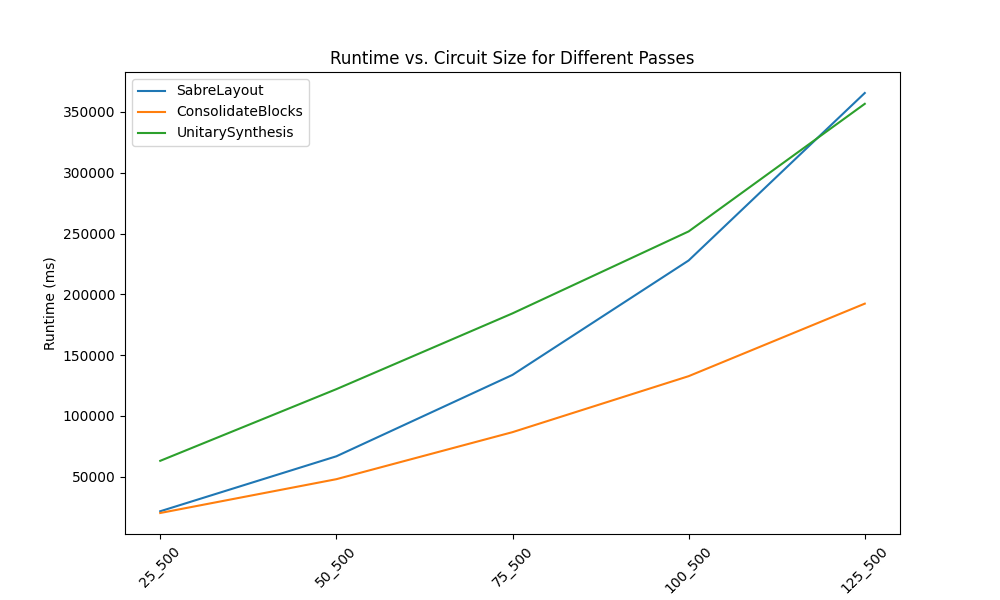 Runtime vs. Circuit Size for Different Passes
SabreLayout
ConsolidateBlocks
UnitarySynthesis
Runtime (ms)
350000
300000
250000
200000
150000
100000
50000
25_500
50_500
75_500
100_500
125_500